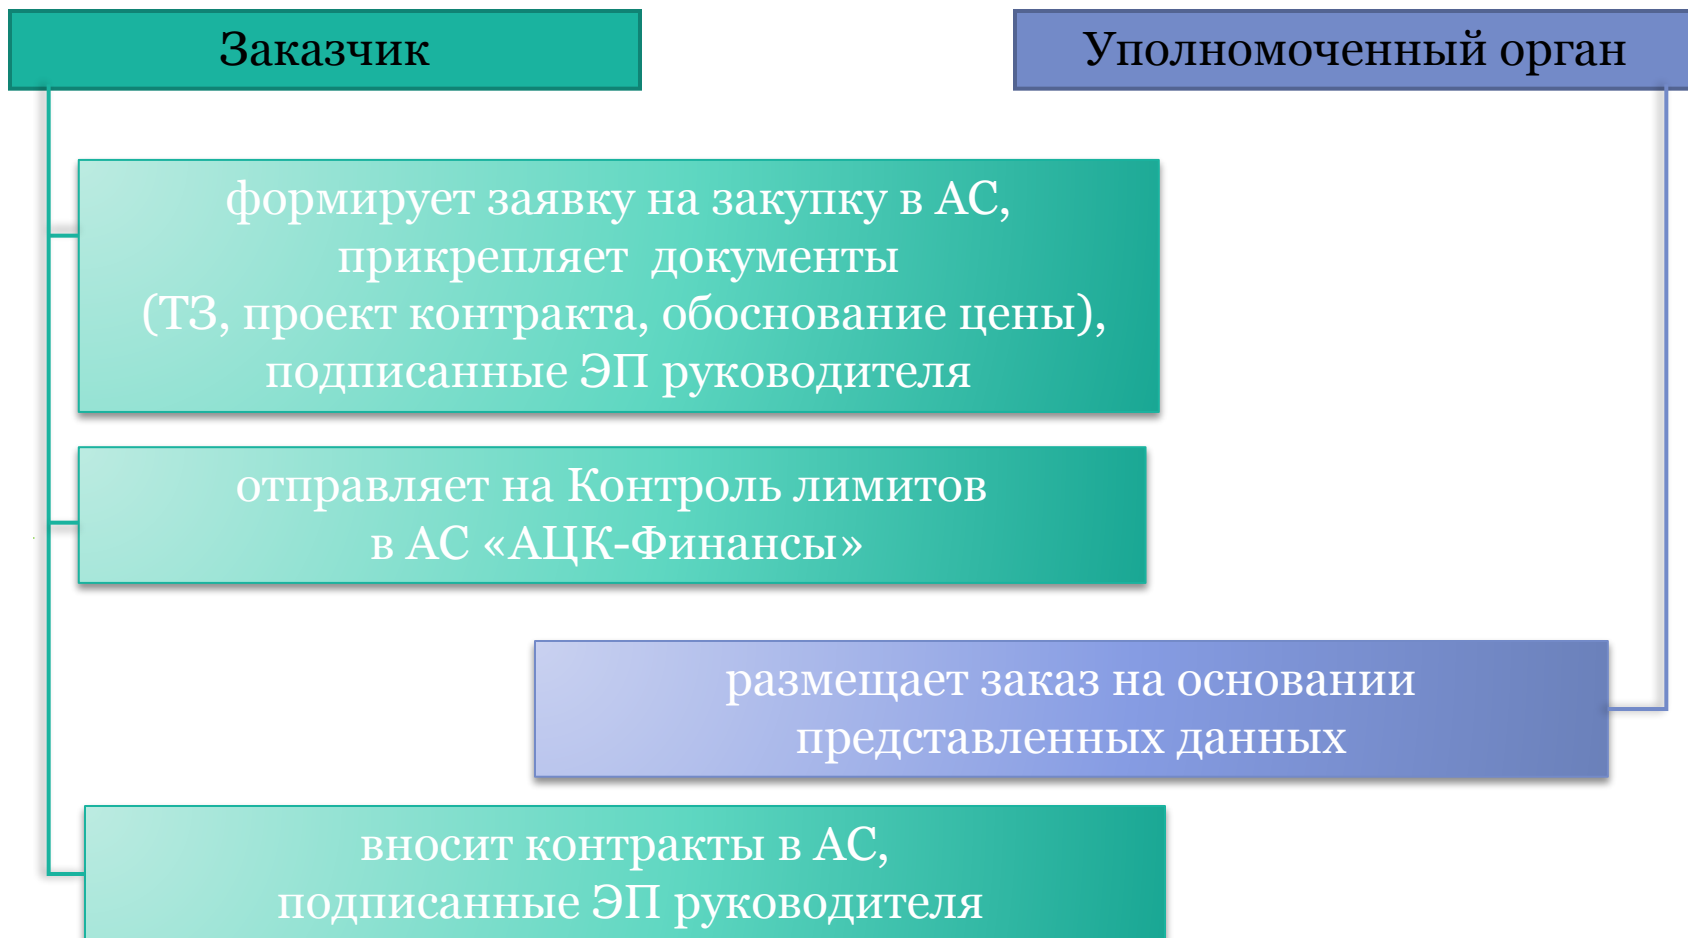 Заказчик
Уполномоченный орган
формирует заявку на закупку в АС,
прикрепляет документы
(ТЗ, проект контракта, обоснование цены),
подписанные ЭП руководителя
отправляет на Контроль лимитов
в АС «АЦК-Финансы»
размещает заказ на основании
представленных данных
вносит контракты в АС,
подписанные ЭП руководителя